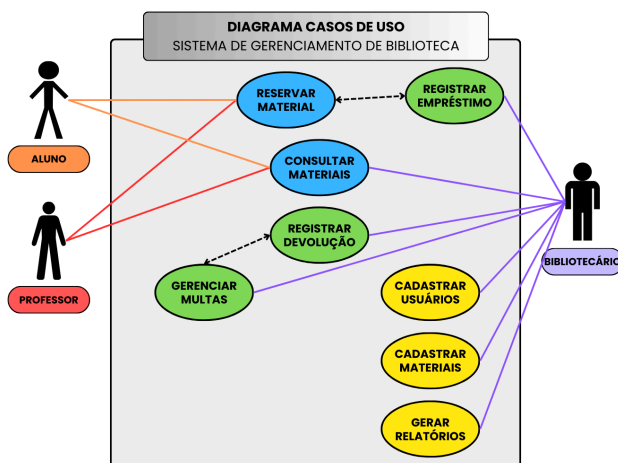 DIAGRAMA CASOS DE USO
SISTEMA DE GERENCIAMENTO DE BIBLIOTECA
RESERVAR
MATERIAL
REGISTRAR
EMPRÉSTIMO
ALUNO
CONSULTAR
MATERIAIS
REGISTRAR
DEVOLUÇÃO
BIBLIOTECÁRIO
PROFESSOR
GERENCIAR
MULTAS
CADASTRAR
USUÁRIOS
CADASTRAR
MATERIAIS
GERAR
RELATÓRIOS